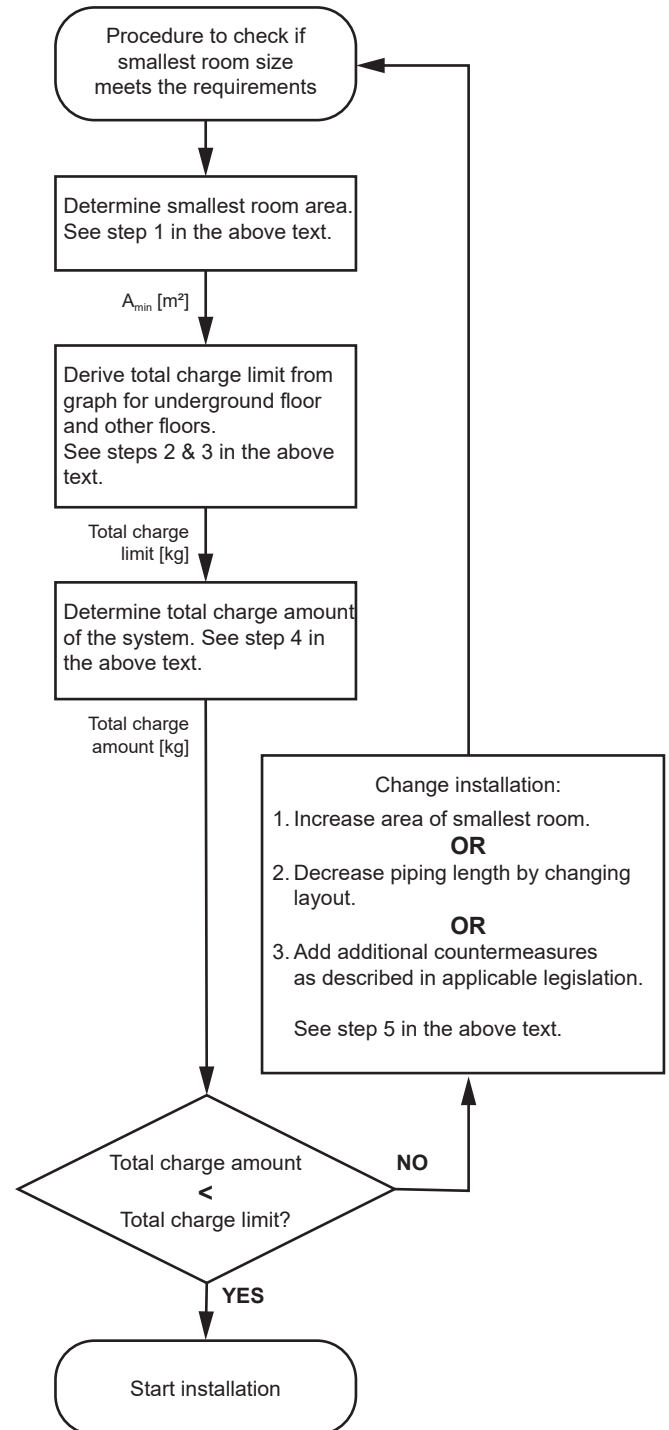 Procedure to check if
smallest room size
meets the requirements
Determine smallest room area.
See step 1 in the above text.
Amin [m²]
Derive total charge limit from
graph for underground floor
and other floors.
See steps 2 & 3 in the above
text.
Total charge
limit [kg]
Determine total charge amount
of the system. See step 4 in
the above text.
Total charge
amount [kg]
Change installation:
1. Increase area of smallest room.
OR
2. Decrease piping length by changing
layout.
OR
3. Add additional countermeasures
as described in applicable legislation.
See step 5 in the above text.
Total charge amount
<
Total charge limit?
NO
YES
Start installation